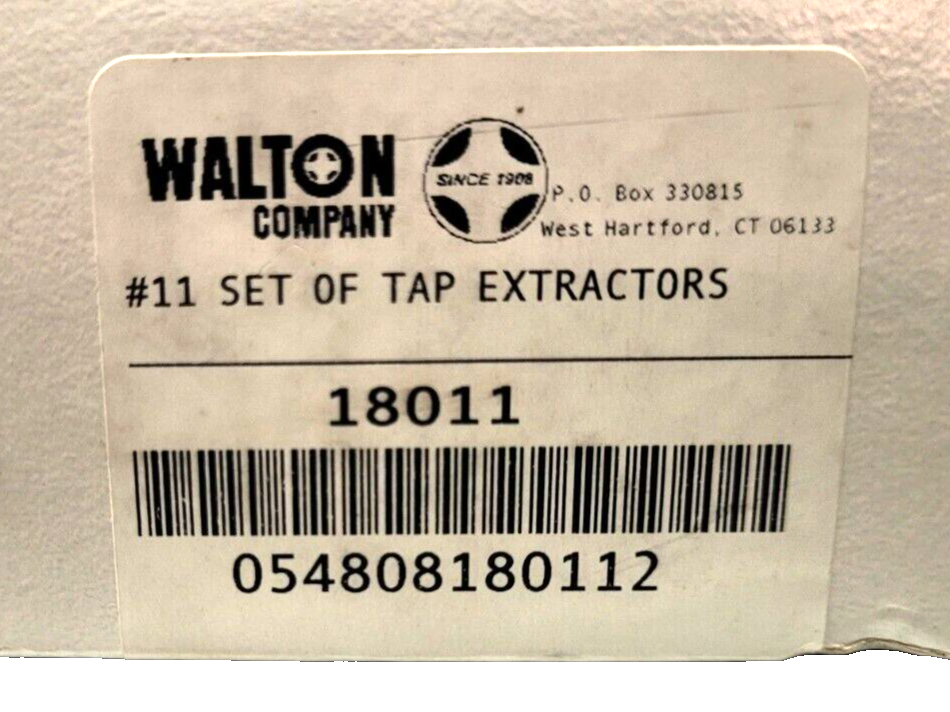 WALTON
COMPANY
SINCE 1908
P.O. Box 330815
West Hartford, CT 06133
#11 SET OF TAP EXTRACTORS
18011
054808180112